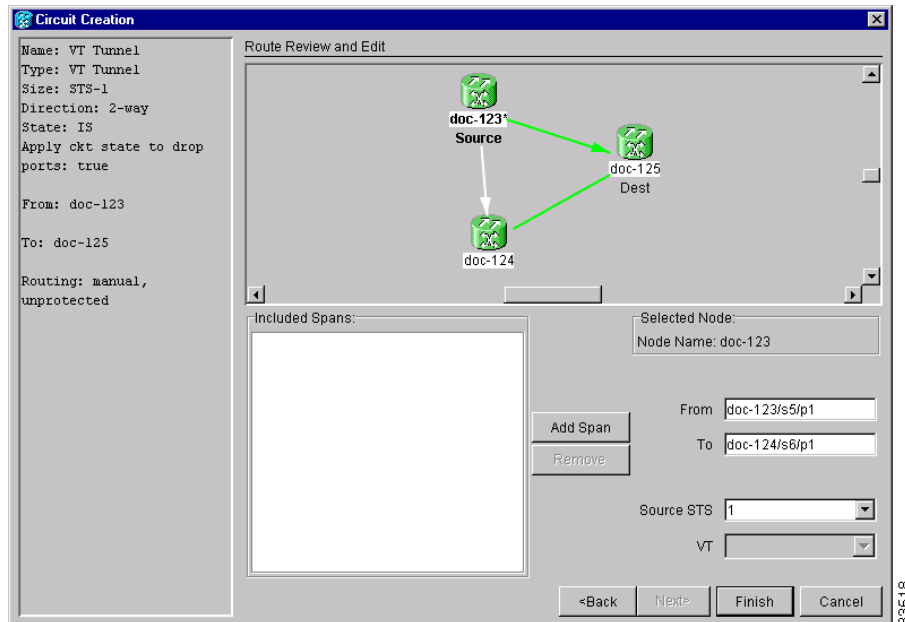 Circuit Creation
Name: VT Tunnel
Type: VT Tunnel
Size: STS-1
Direction: 2-way
State: IS
Apply ckt state to drop
ports: true
From: doc-123
To: doc-125
Routing: manual,
unprotected
Route Review and Edit
doc-123*
Source
doc-125
Dest
doc-124
Included Spans:
Add Span
Remove
Selected Node:
Node Name: doc-123
From doc-123/s5/p1
To doc-124/s6/p1
Source STS 1
VT
<Back Next> Finish Cancel
83518